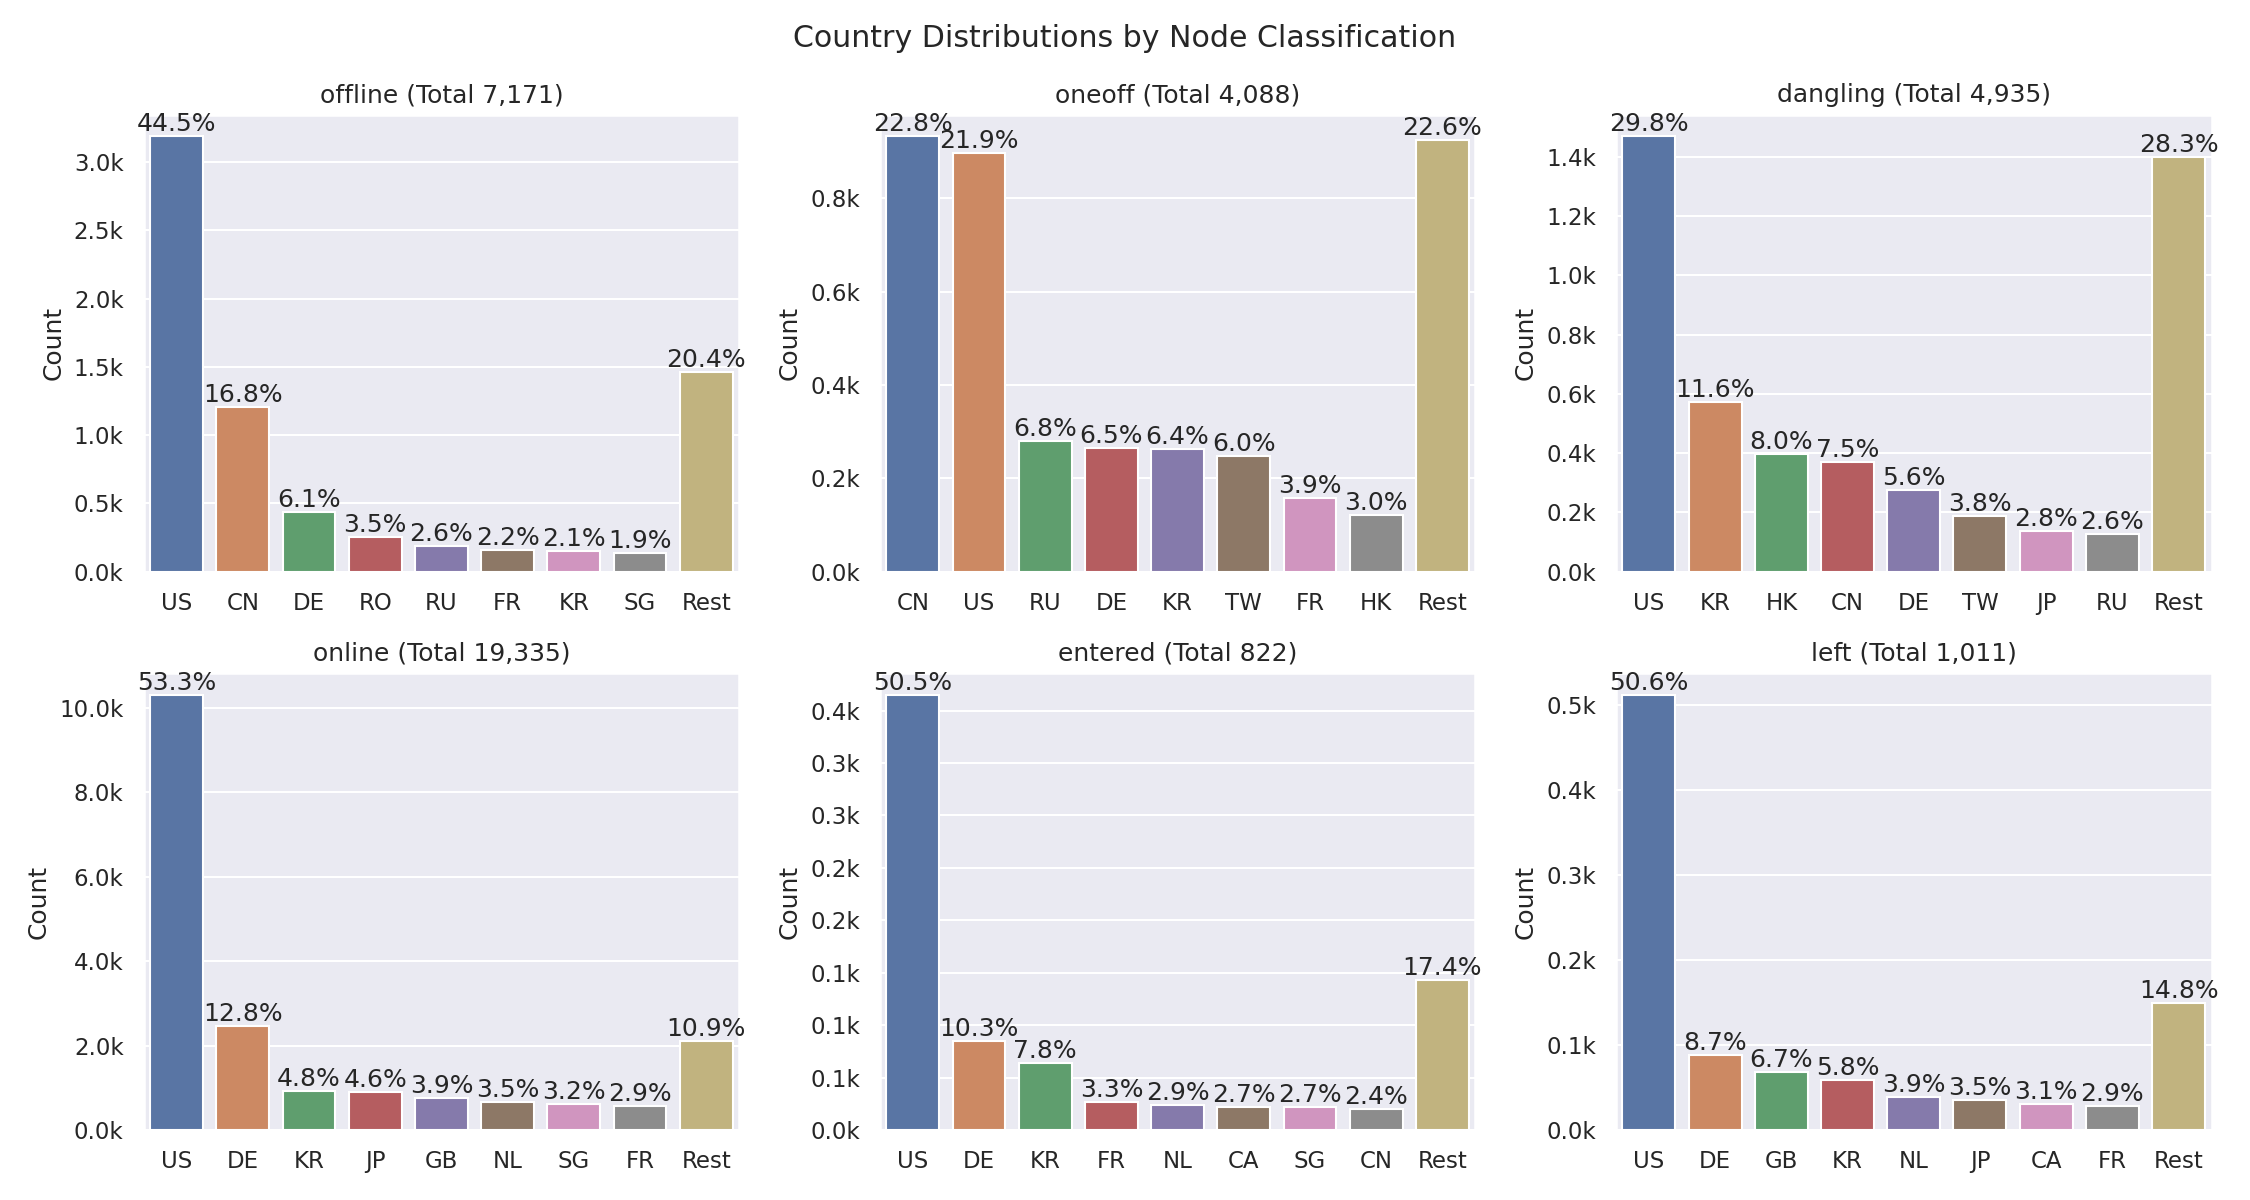 Country Distributions by Node Classification
offline (Total 7,171)
Count
3.0k
2.5k
2.0k
1.5k
1.0k
0.5k
0.0k
44.5%
16.8%
6.1%
3.5%
2.6%
2.2%
2.1%
1.9%
20.4%
US CN DE RO RU FR KR SG Rest
oneoff (Total 4,088)
Count
0.8k
0.6k
0.4k
0.2k
0.0k
22.8%
21.9%
6.8%
6.5%
6.4%
6.0%
3.9%
3.0%
22.6%
CN US RU DE KR TW FR HK Rest
dangling (Total 4,935)
Count
1.4k
1.2k
1.0k
0.8k
0.6k
0.4k
0.2k
0.0k
29.8%
11.6%
8.0%
7.5%
5.6%
3.8%
2.8%
2.6%
28.3%
US KR HK CN DE TW JP RU Rest
online (Total 19,335)
Count
10.0k
8.0k
6.0k
4.0k
2.0k
0.0k
53.3%
12.8%
4.8%
4.6%
3.9%
3.5%
3.2%
2.9%
10.9%
US DE KR JP GB NL SG FR Rest
entered (Total 822)
Count
0.4k
0.3k
0.3k
0.2k
0.2k
0.1k
0.1k
0.1k
0.0k
50.5%
10.3%
7.8%
3.3%
2.9%
2.7%
2.7%
2.4%
17.4%
US DE KR FR NL CA SG CN Rest
left (Total 1,011)
Count
0.5k
0.4k
0.3k
0.2k
0.1k
0.0k
50.6%
8.7%
6.7%
5.8%
3.9%
3.5%
3.1%
2.9%
14.8%
US DE GB KR NL JP CA FR Rest